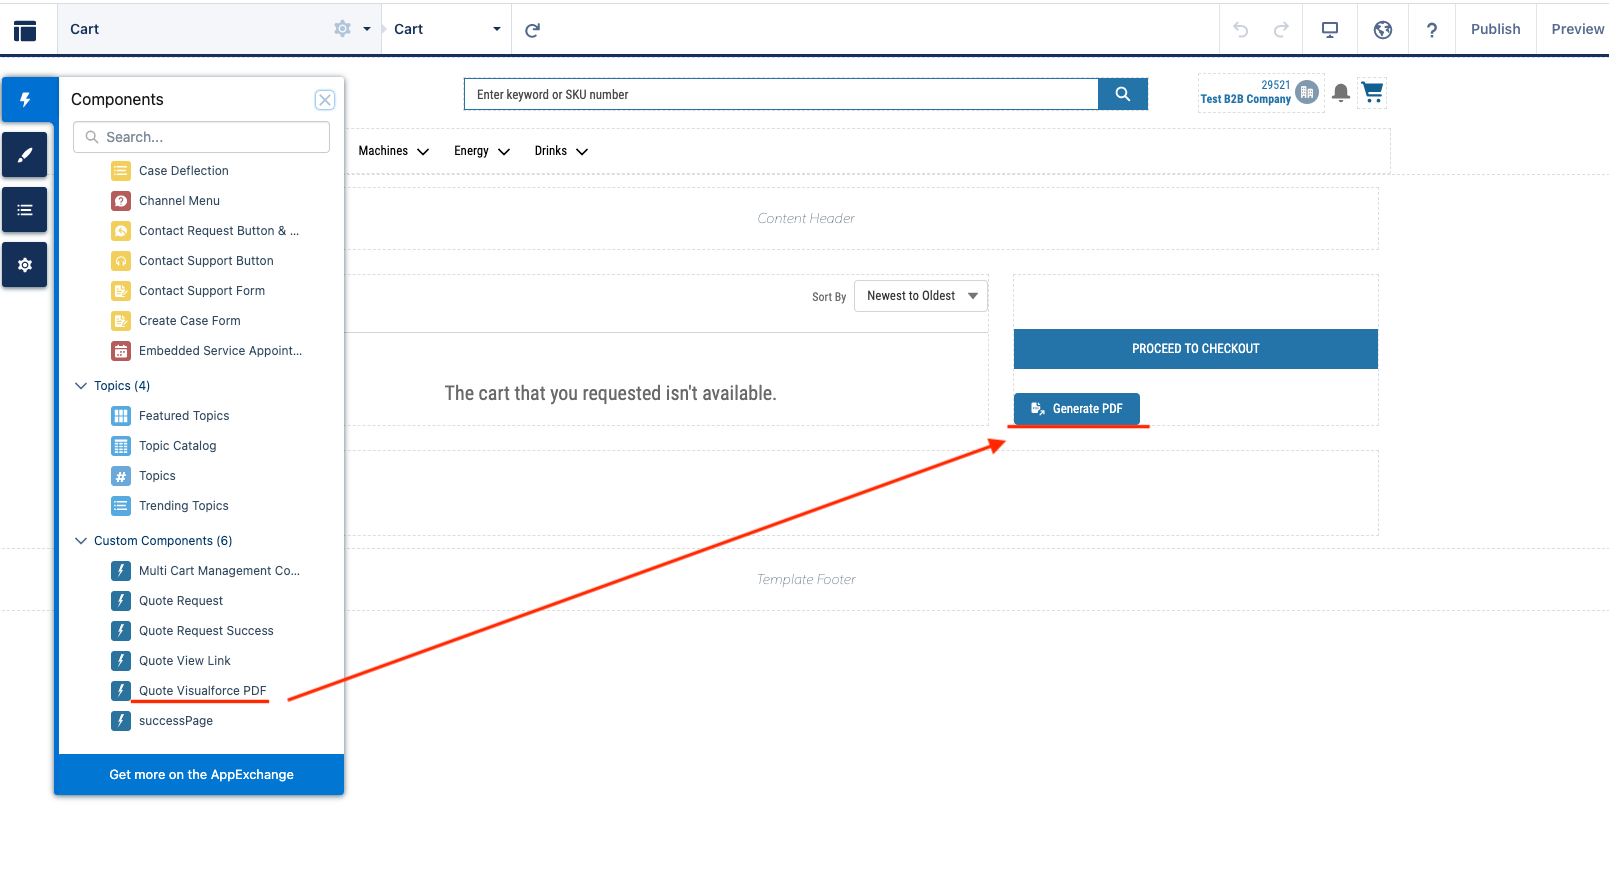 Cart
Cart
?
Publish
Preview
Components
Search...
Case Deflection
Channel Menu
Contact Request Button & ...
Contact Support Button
Contact Support Form
Create Case Form
Embedded Service Appoint...
Topics (4)
Featured Topics
Topic Catalog
Topics
Trending Topics
Custom Components (6)
Multi Cart Management Co...
Quote Request
Quote Request Success
Quote View Link
Quote Visualforce PDF
successPage
Get more on the AppExchange
Enter keyword or SKU number
29521
Test B2B Company
Machines
Energy
Drinks
Content Header
Sort By
Newest to Oldest
The cart that you requested isn't available.
PROCEED TO CHECKOUT
Generate PDF
Template Footer